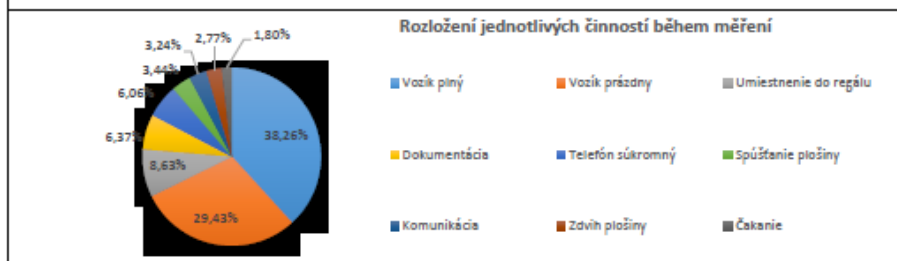 Rozložení jednotlivých činností během měření
3,24% 2,77% 1,80%
3,44%
6,06%
6,37%
8,63%
38,26%
29,43%
Vozík plný Vozík prázdny Umiestnenie do regálu
Dokumentácia Telefón súkromný Spúšťanie plošiny
Komunikácia Zdvih plošiny Čakanie